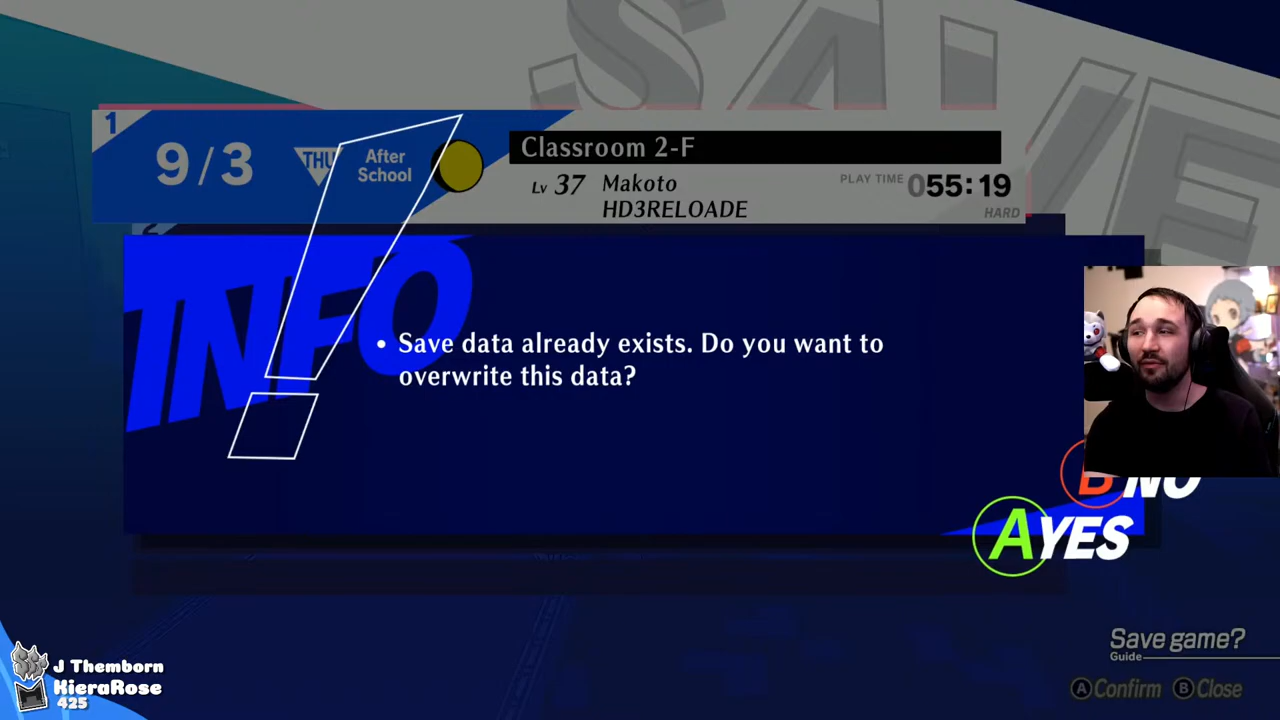 SAVE
1
9/3
THU
After
School
Classroom 2-F
Lv 37 Makoto
HD3RELOADE
PLAY TIME 055:19
HARD
2
INFO
• Save data already exists. Do you want to
overwrite this data?
B NO
A YES
J Themborn
KieraRose
425
Save game?
Guide
A Confirm B Close